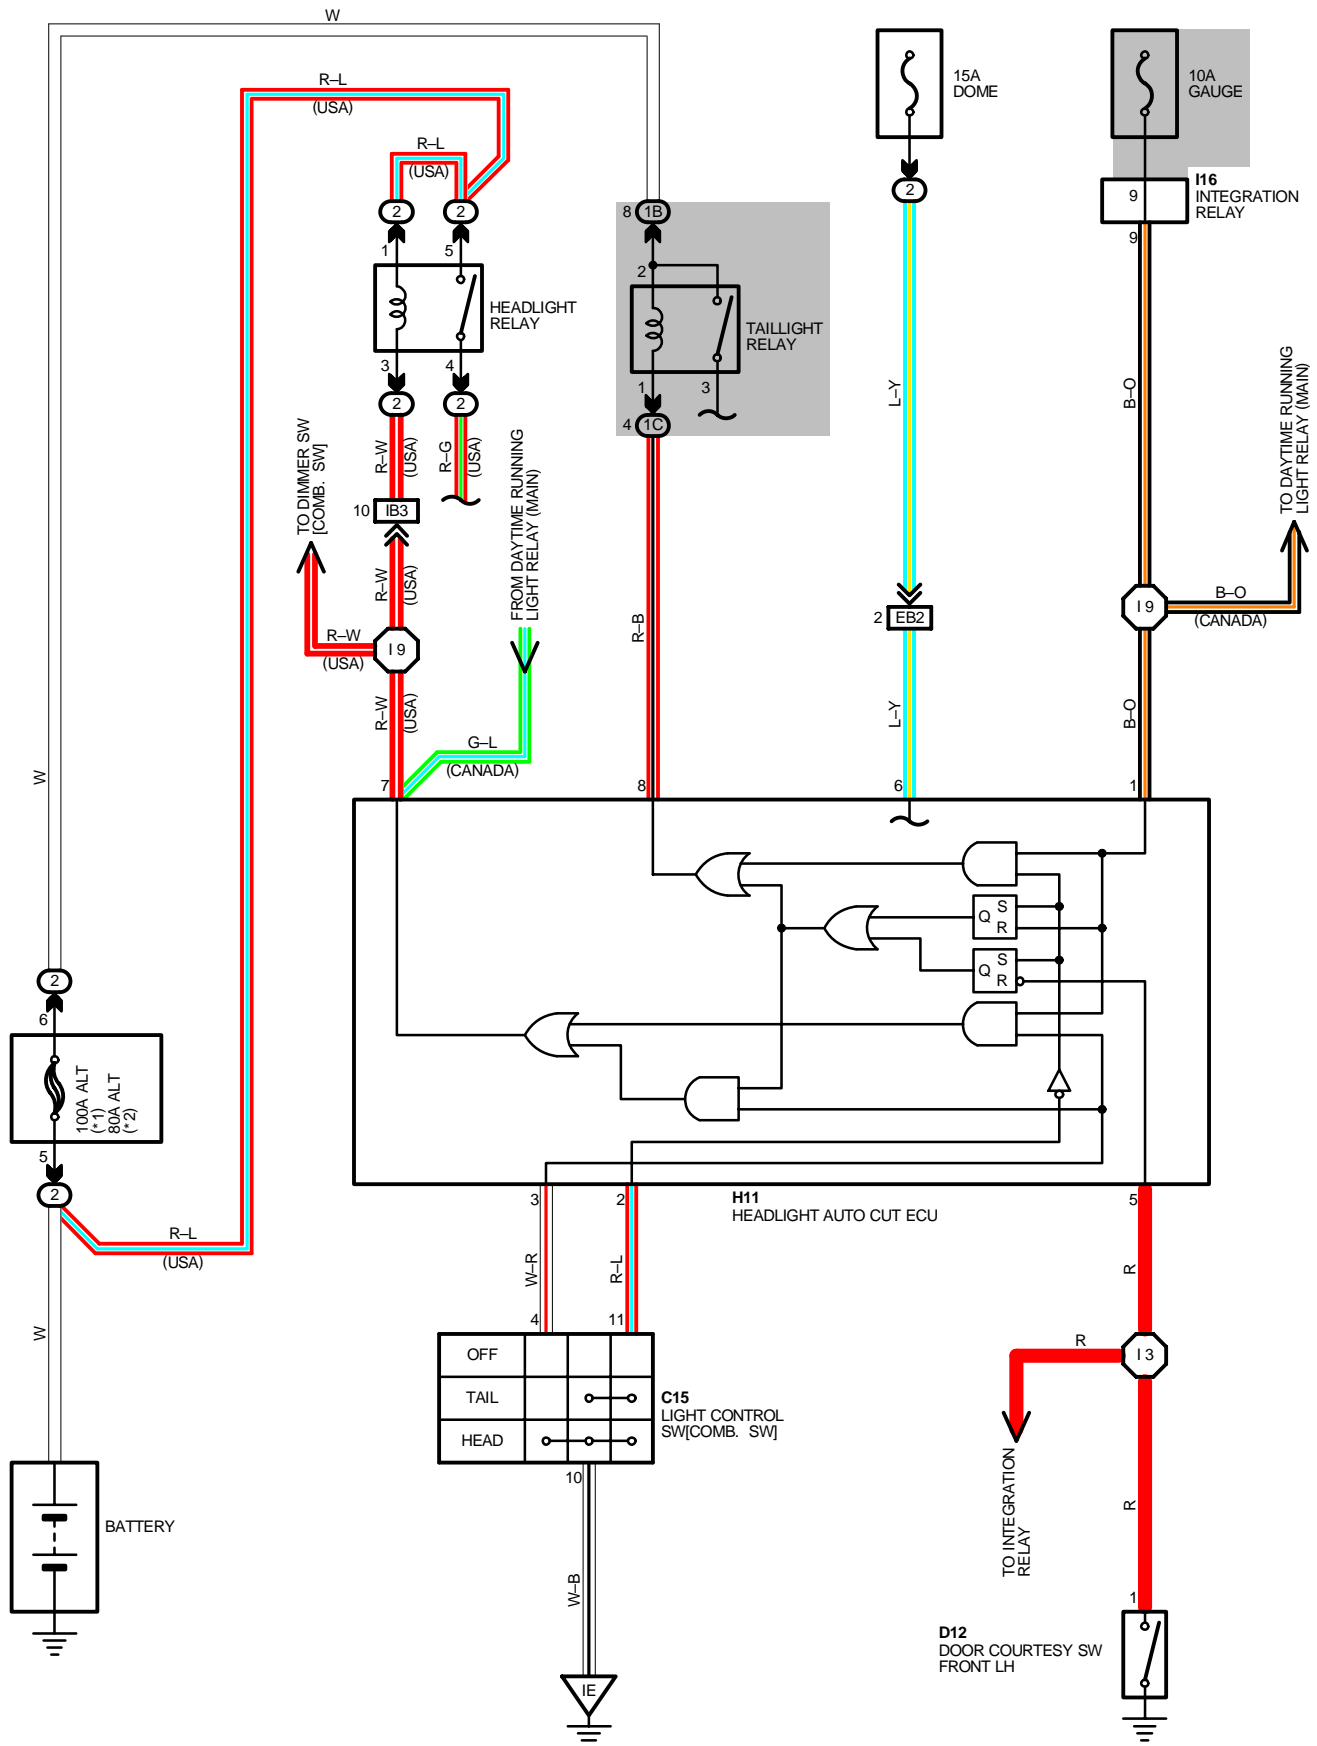 W
R–L
(USA)
R–L
(USA)
15A
DOME
10A
GAUGE
2
2
2
8
1B
9
I16
INTEGRATION
RELAY
9
1
5
2
HEADLIGHT
RELAY
TAILLIGHT
RELAY
3
4
1
3
2
2
4
1C
L–Y
B–O
TO DAYTIME RUNNING
LIGHT RELAY (MAIN)
TO DIMMER SW
[COMB. SW]
R–W
(USA)
R–G
(USA)
FROM DAYTIME RUNNING
LIGHT RELAY (MAIN)
10
IB3
R–W
(USA)
R–B
2
EB2
I 9
B–O
(CANADA)
R–W
(USA)
I 9
R–W
(USA)
L–Y
B–O
G–L
(CANADA)
W
7
8
6
1
Q
S
R
Q
S
R
2
6
100A ALT
(*1)
80A ALT
(*2)
5
2
R–L
(USA)
3
2
H11
HEADLIGHT AUTO CUT ECU
5
W–R
R–L
R
W
4
11
OFF
TAIL
HEAD
C15
LIGHT CONTROL
SW[COMB. SW]
R
I 3
10
TO INTEGRATION
RELAY
R
BATTERY
W–B
1
D12
DOOR COURTESY SW
FRONT LH
IE